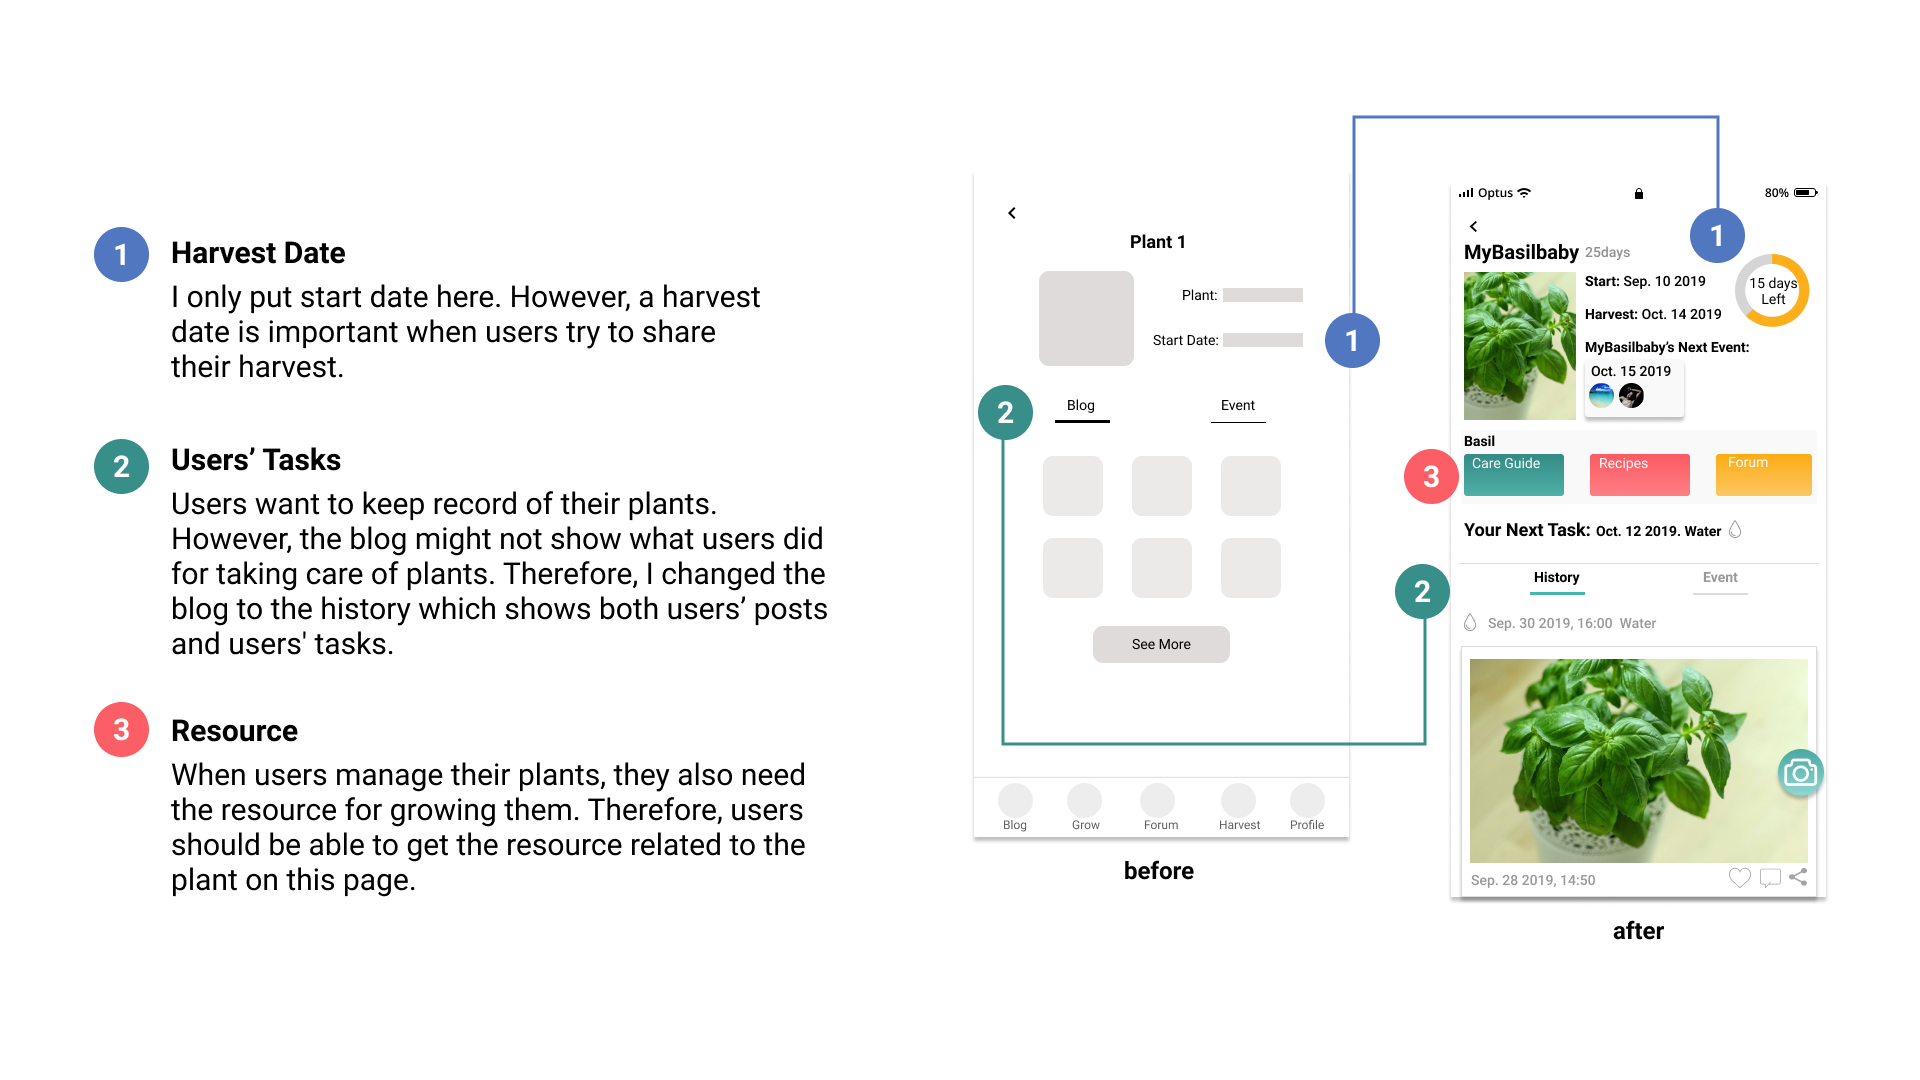 1
Harvest Date
I only put start date here. However, a harvest
date is important when users try to share
their harvest.
2
Users’ Tasks
Users want to keep record of their plants.
However, the blog might not show what users did
for taking care of plants. Therefore, I changed the
blog to the history which shows both users’ posts
and users' tasks.
3
Resource
When users manage their plants, they also need
the resource for growing them. Therefore, users
should be able to get the resource related to the
plant on this page.
Plant 1
Plant:
Start Date:
1
2
Blog
Event
See More
Blog
Grow
Forum
Harvest
Profile
before
Optus
80%
1
MyBasilbaby 25days
Start: Sep. 10 2019
15 days
Left
Harvest: Oct. 14 2019
MyBasilbaby’s Next Event:
Oct. 15 2019
Basil
3
Care Guide
Recipes
Forum
Your Next Task: Oct. 12 2019. Water
2
History
Event
Sep. 30 2019, 16:00 Water
Sep. 28 2019, 14:50
after